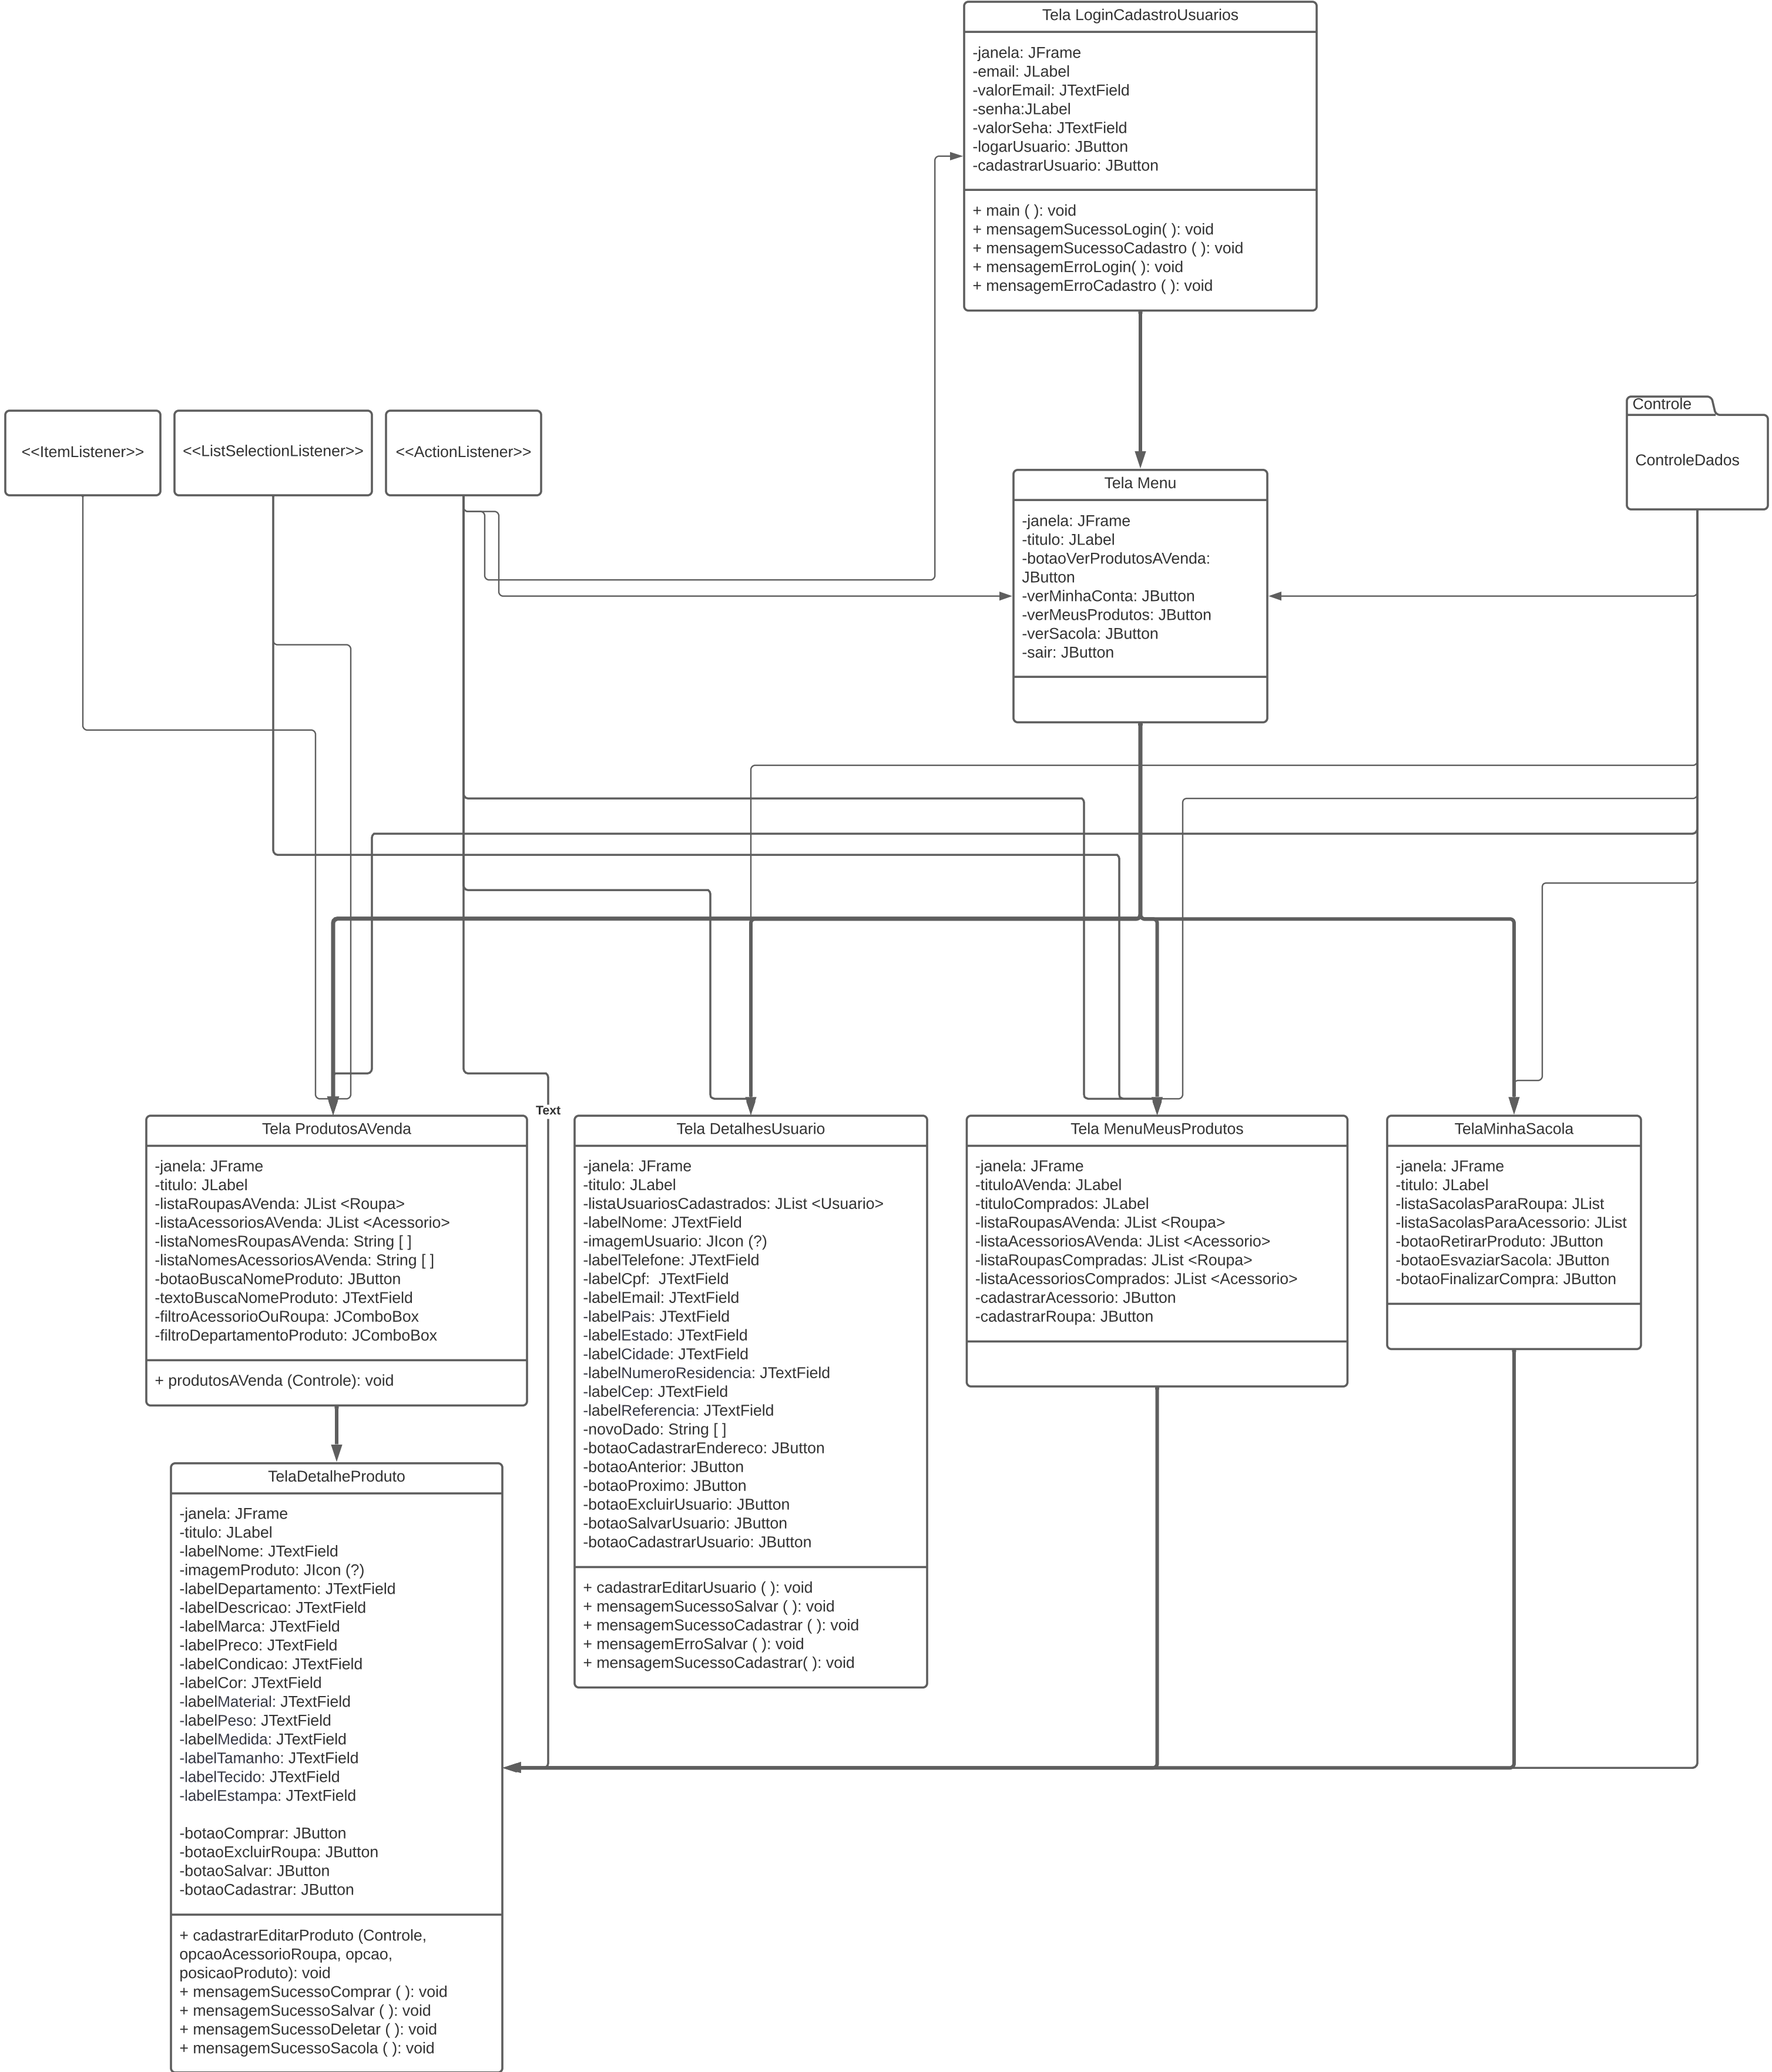 Tela LoginCadastroUsuarios
-janela: JFrame
-email: JLabel
-valorEmail: JTextField
-senha:JLabel
-valorSeha: JTextField
-logarUsuario: JButton
-cadastrarUsuario: JButton
+ main ( ): void
+ mensagemSucessoLogin( ): void
+ mensagemSucessoCadastro ( ): void
+ mensagemErroLogin( ): void
+ mensagemErroCadastro ( ): void
<<ItemListener>>
<<ListSelectionListener>>
<<ActionListener>>
Controle
ControleDados
Tela Menu
-janela: JFrame
-titulo: JLabel
-botaoVerProdutosAVenda:
JButton
-verMinhaConta: JButton
-verMeusProdutos: JButton
-verSacola: JButton
-sair: JButton
Text
Tela ProdutosAVenda
-janela: JFrame
-titulo: JLabel
-listaRoupasAVenda: JList <Roupa>
-listaAcessoriosAVenda: JList <Acessorio>
-listaNomesRoupasAVenda: String [ ]
-listaNomesAcessoriosAVenda: String [ ]
-botaoBuscaNomeProduto: JButton
-textoBuscaNomeProduto: JTextField
-filtroAcessorioOuRoupa: JComboBox
-filtroDepartamentoProduto: JComboBox
+ produtosAVenda (Controle): void
Tela DetalhesUsuario
-janela: JFrame
-titulo: JLabel
-listaUsuariosCadastrados: JList <Usuario>
-labelNome: JTextField
-imagemUsuario: JIcon (?)
-labelTelefone: JTextField
-labelCpf:  JTextField
-labelEmail: JTextField
-labelPais: JTextField
-labelEstado: JTextField
-labelCidade: JTextField
-labelNumeroResidencia: JTextField
-labelCep: JTextField
-labelReferencia: JTextField
-novoDado: String [ ]
-botaoCadastrarEndereco: JButton
-botaoAnterior: JButton
-botaoProximo: JButton
-botaoExcluirUsuario: JButton
-botaoSalvarUsuario: JButton
-botaoCadastrarUsuario: JButton
+ cadastrarEditarUsuario ( ): void
+ mensagemSucessoSalvar ( ): void
+ mensagemSucessoCadastrar ( ): void
+ mensagemErroSalvar ( ): void
+ mensagemSucessoCadastrar( ): void
Tela MenuMeusProdutos
-janela: JFrame
-tituloAVenda: JLabel
-tituloComprados: JLabel
-listaRoupasAVenda: JList <Roupa>
-listaAcessoriosAVenda: JList <Acessorio>
-listaRoupasCompradas: JList <Roupa>
-listaAcessoriosComprados: JList <Acessorio>
-cadastrarAcessorio: JButton
-cadastrarRoupa: JButton
TelaMinhaSacola
-janela: JFrame
-titulo: JLabel
-listaSacolasParaRoupa: JList
-listaSacolasParaAcessorio: JList
-botaoRetirarProduto: JButton
-botaoEsvaziarSacola: JButton
-botaoFinalizarCompra: JButton
TelaDetalheProduto
-janela: JFrame
-titulo: JLabel
-labelNome: JTextField
-imagemProduto: JIcon (?)
-labelDepartamento: JTextField
-labelDescricao: JTextField
-labelMarca: JTextField
-labelPreco: JTextField
-labelCondicao: JTextField
-labelCor: JTextField
-labelMaterial: JTextField
-labelPeso: JTextField
-labelMedida: JTextField
-labelTamanho: JTextField
-labelTecido: JTextField
-labelEstampa: JTextField
-botaoComprar: JButton
-botaoExcluirRoupa: JButton
-botaoSalvar: JButton
-botaoCadastrar: JButton
+ cadastrarEditarProduto (Controle,
opcaoAcessorioRoupa, opcao,
posicaoProduto): void
+ mensagemSucessoComprar ( ): void
+ mensagemSucessoSalvar ( ): void
+ mensagemSucessoDeletar ( ): void
+ mensagemSucessoSacola ( ): void